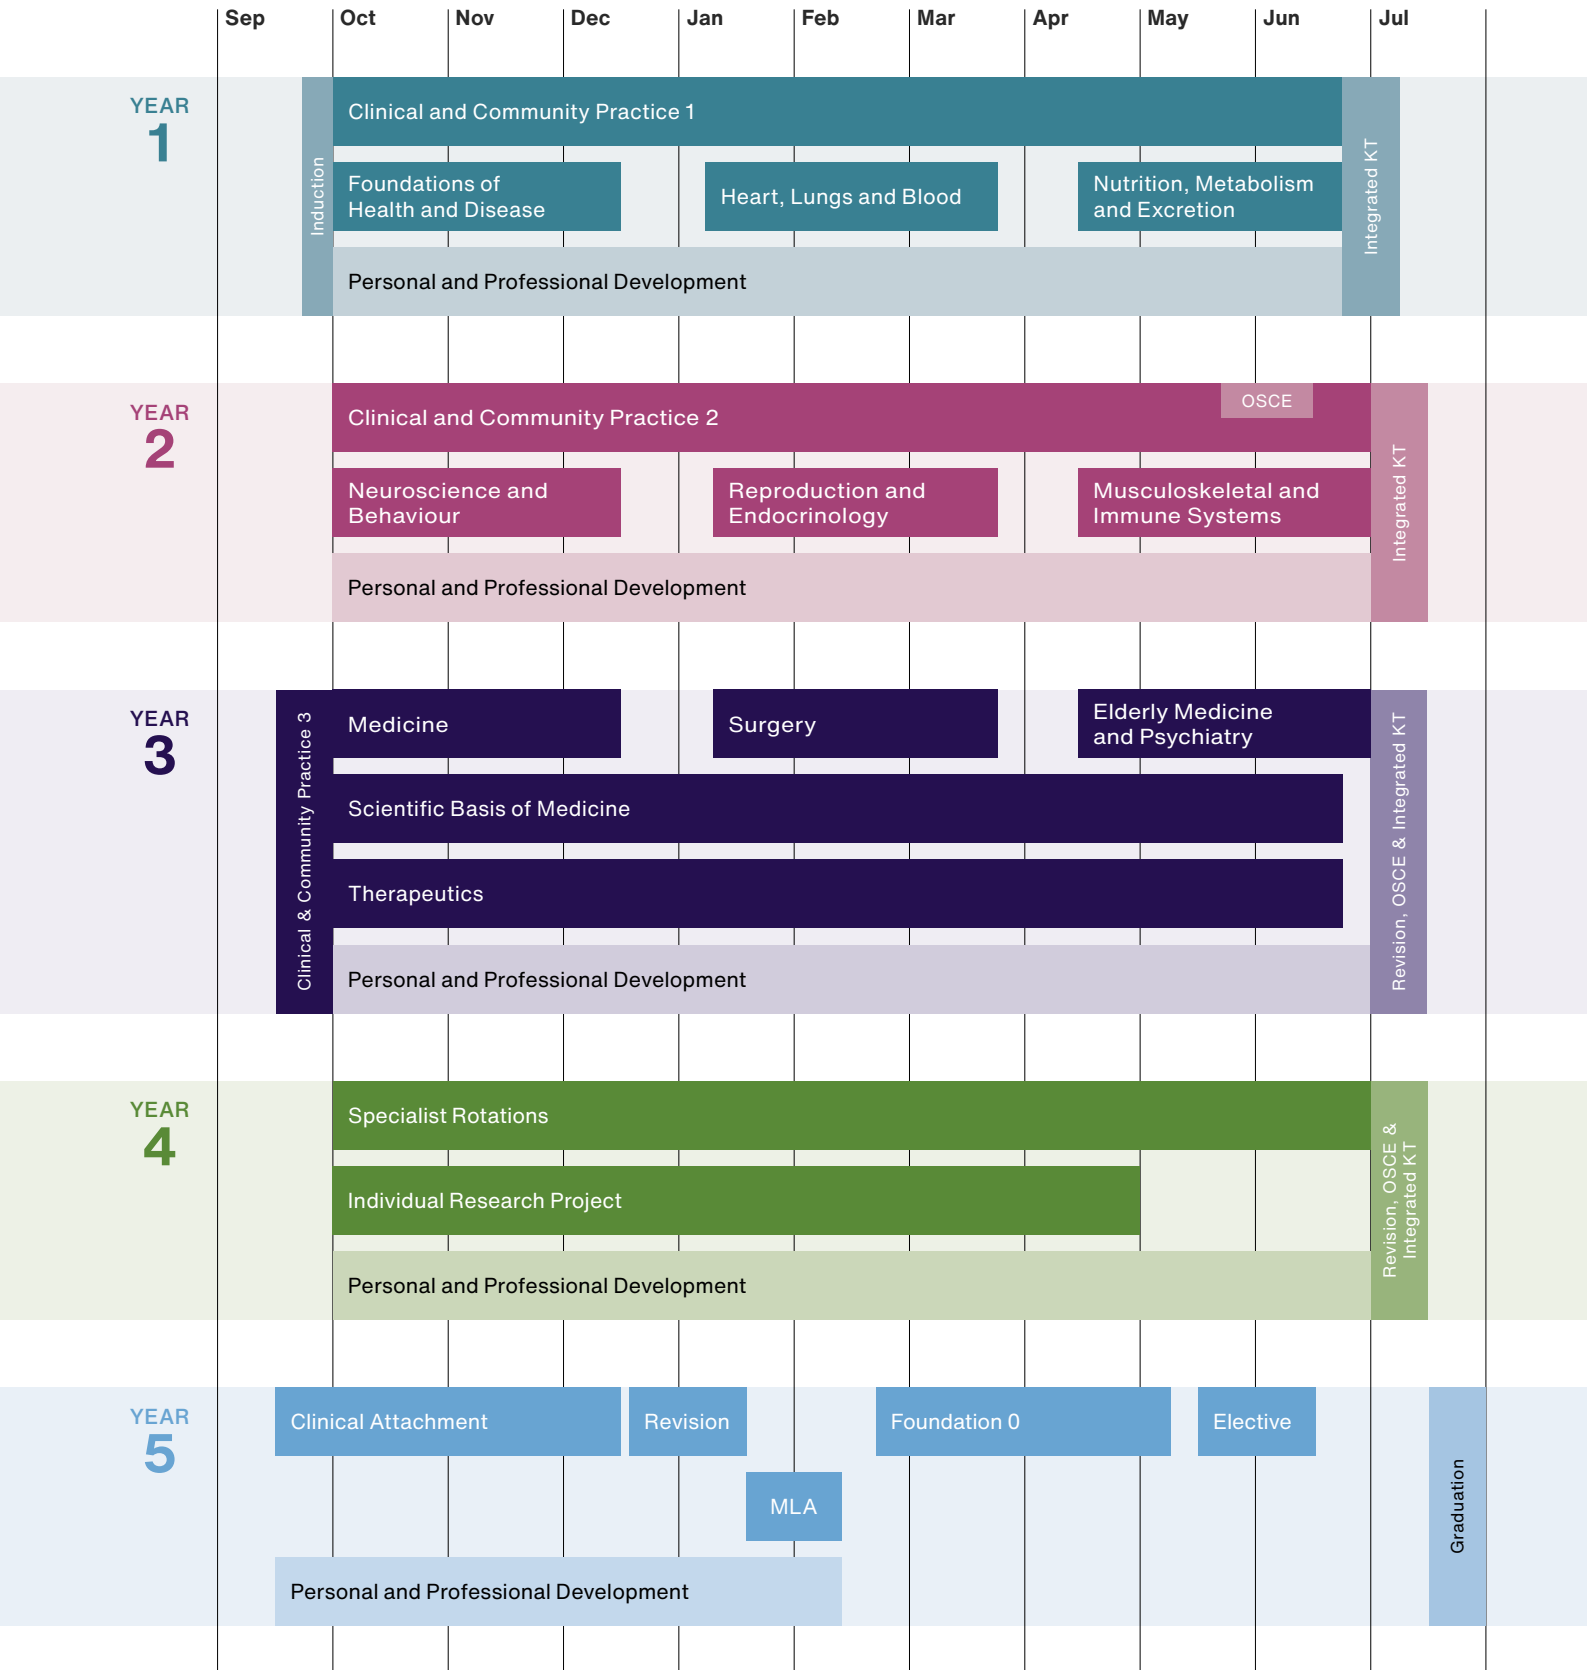 Sep Oct Nov Dec Jan Feb Mar Apr May Jun Jul
YEAR
1
Induction
Clinical and Community Practice 1
Foundations of
Health and Disease
Heart, Lungs and Blood
Nutrition, Metabolism
and Excretion
Personal and Professional Development
Integrated KT
YEAR
2
Clinical and Community Practice 2
OSCE
Neuroscience and
Behaviour
Reproduction and
Endocrinology
Musculoskeletal and
Immune Systems
Personal and Professional Development
Integrated KT
YEAR
3
Clinical & Community Practice 3
Medicine
Surgery
Elderly Medicine
and Psychiatry
Scientific Basis of Medicine
Therapeutics
Personal and Professional Development
Revision, OSCE & Integrated KT
YEAR
4
Specialist Rotations
Individual Research Project
Personal and Professional Development
Revision, OSCE &
Integrated KT
YEAR
5
Clinical Attachment
Revision
Foundation 0
Elective
MLA
Personal and Professional Development
Graduation